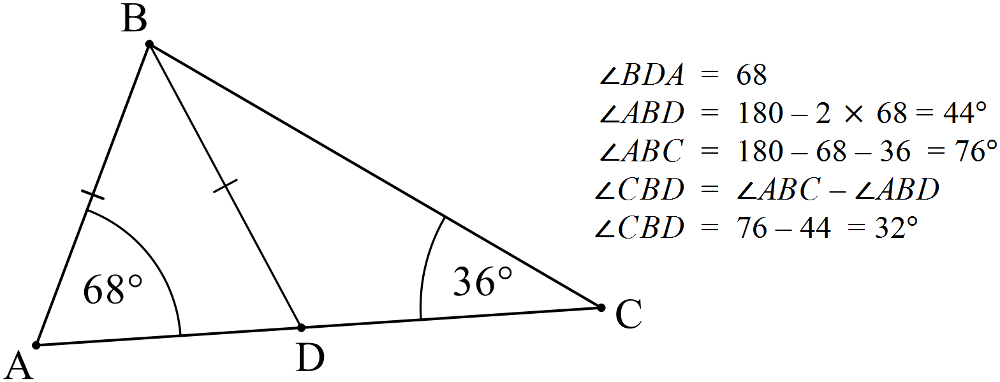 B
∠BDA = 68
∠ABD = 180 – 2 × 68 = 44°
∠ABC = 180 – 68 – 36 = 76°
∠CBD = ∠ABC – ∠ABD
∠CBD = 76 – 44 = 32°
68°
36°
C
D
A